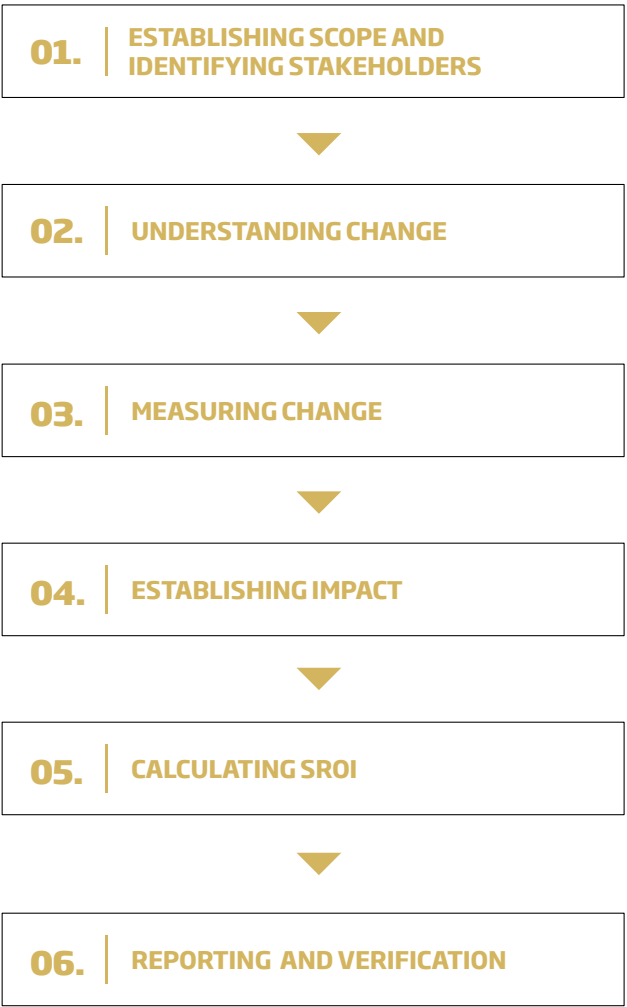 01.
ESTABLISHING SCOPE AND
IDENTIFYING STAKEHOLDERS
02.
UNDERSTANDING CHANGE
03.
MEASURING CHANGE
04.
ESTABLISHING IMPACT
05.
CALCULATING SROI
06.
REPORTING AND VERIFICATION